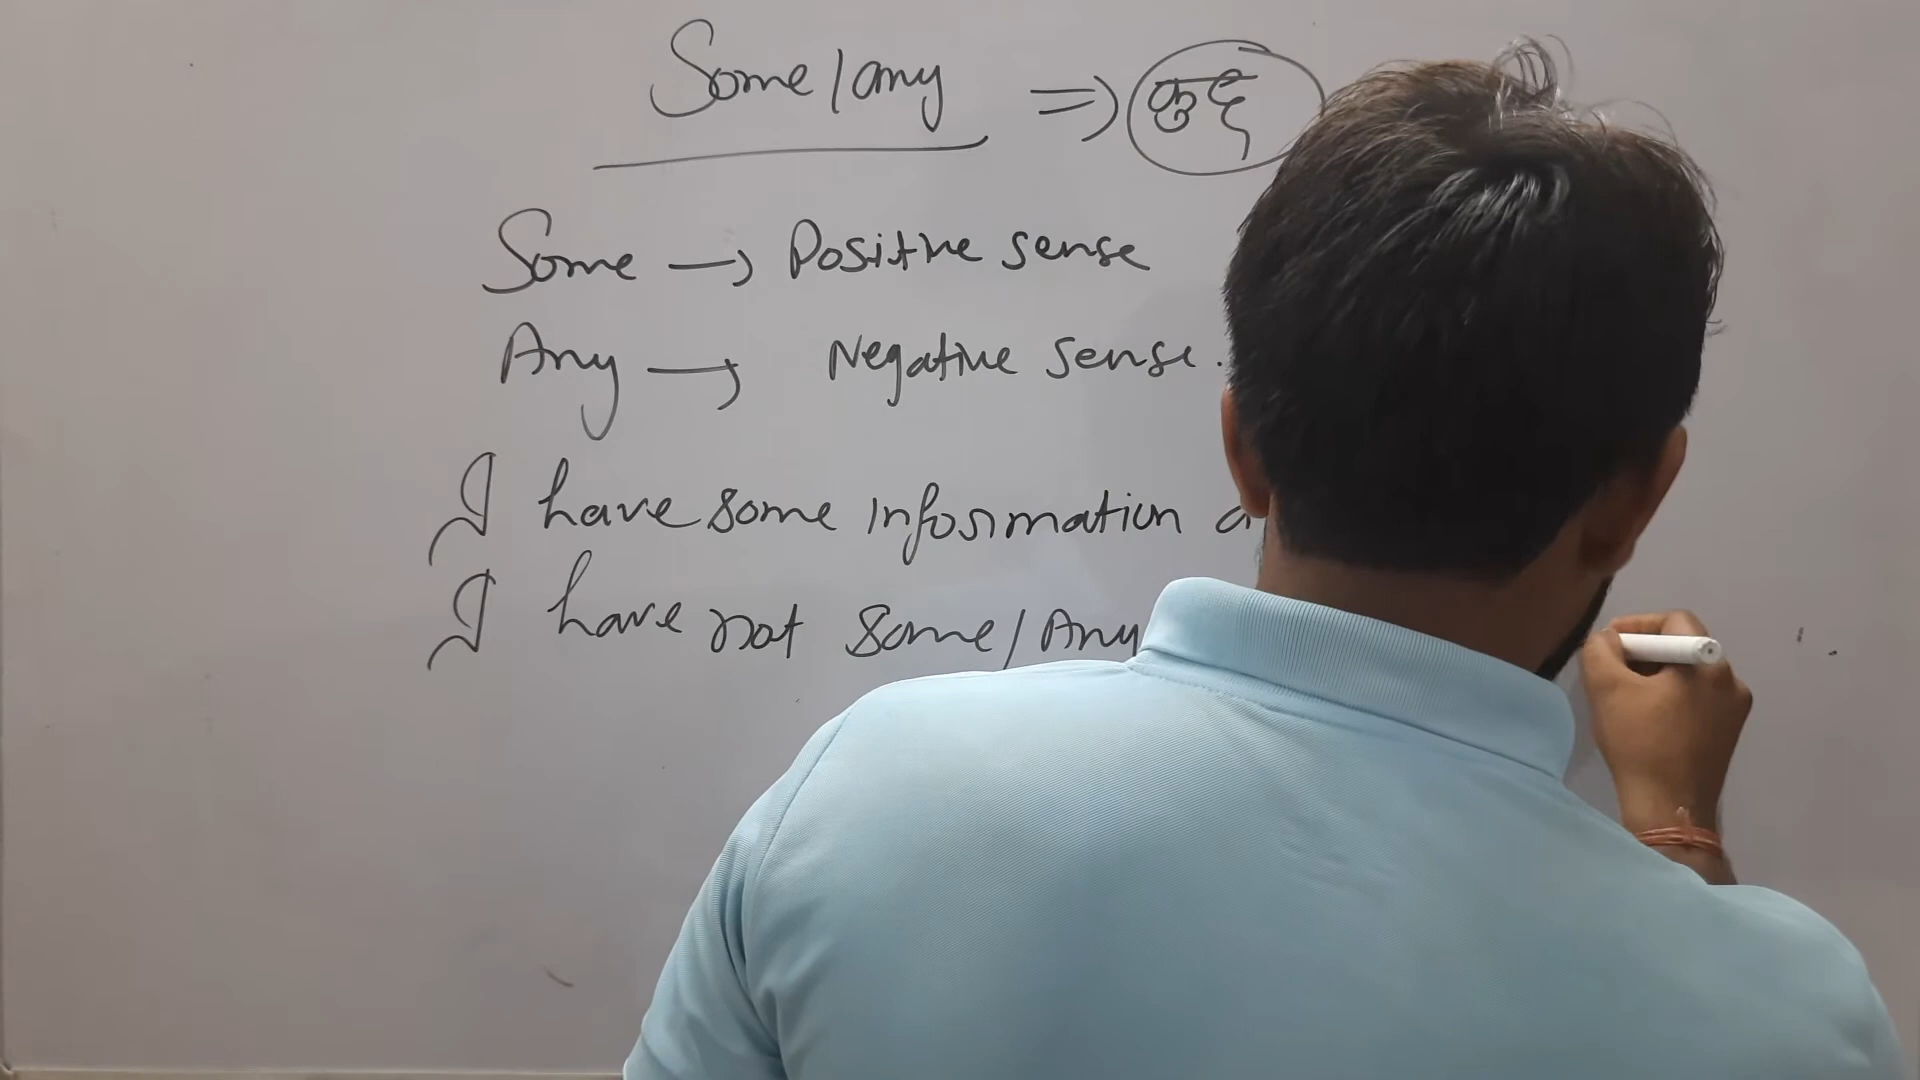 Some/any => कुछ
Some → Positive sense
Any → Negative sense.
I have some information
I have not some/Any